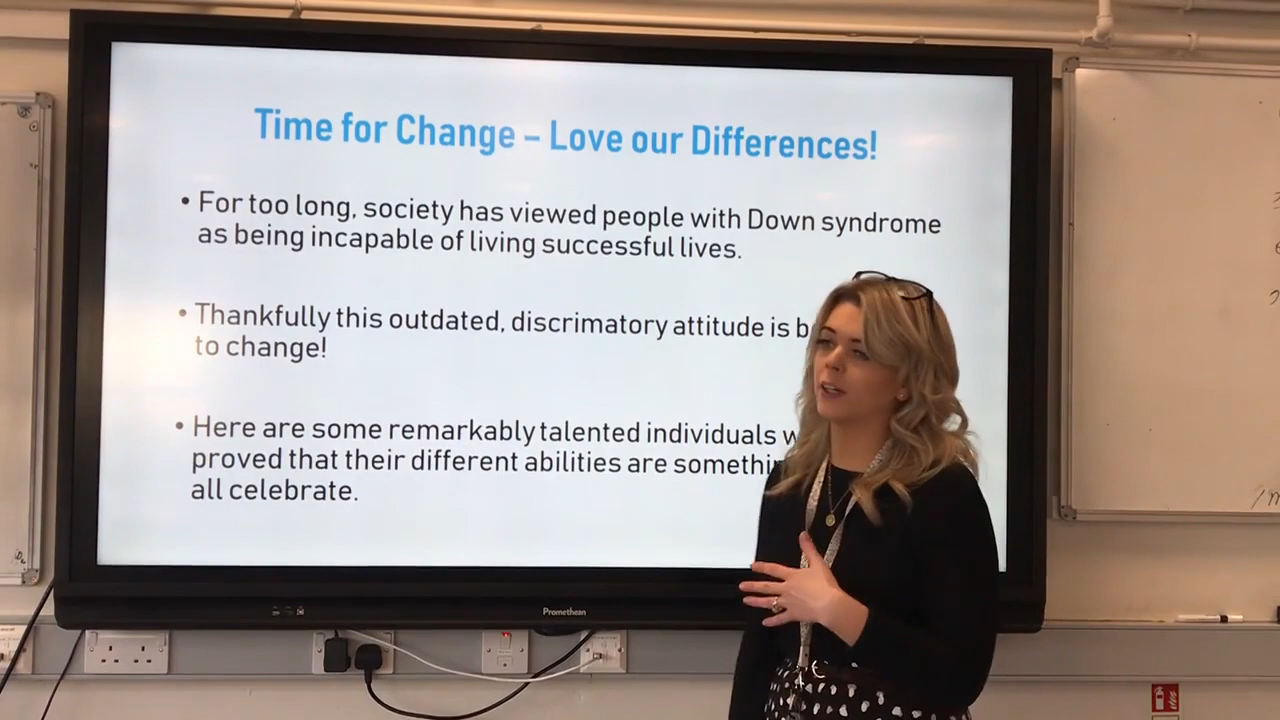 Time for Change – Love our Differences!
• For too long, society has viewed people with Down syndrome
as being incapable of living successful lives.
• Thankfully this outdated, discrimatory attitude is b
to change!
• Here are some remarkably talented individuals w
proved that their different abilities are somethin
all celebrate.
Promethean